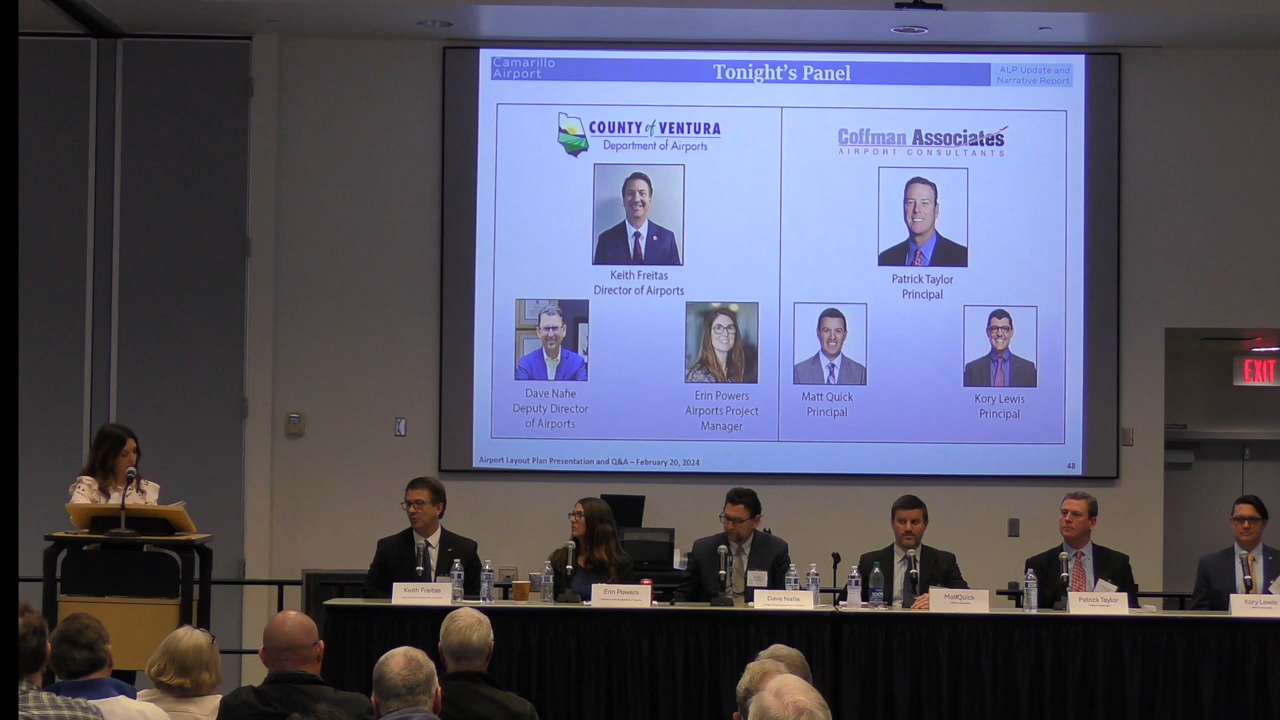 Camarillo
Airport
Tonight's Panel
ALP Update and
Narrative Report
COUNTY of VENTURA
Department of Airports
Coffman Associates
AIRPORT CONSULTANTS
Keith Freitas
Director of Airports
Patrick Taylor
Principal
Dave Nafie
Deputy Director
of Airports
Erin Powers
Airports Project
Manager
Matt Quick
Principal
Kory Lewis
Principal
Airport Layout Plan Presentation and Q&A – February 20, 2024
48
EXIT
Keith Freitas
Erin Powers
Dave Nafie
Matt Quick
Patrick Taylor
Kory Lewis